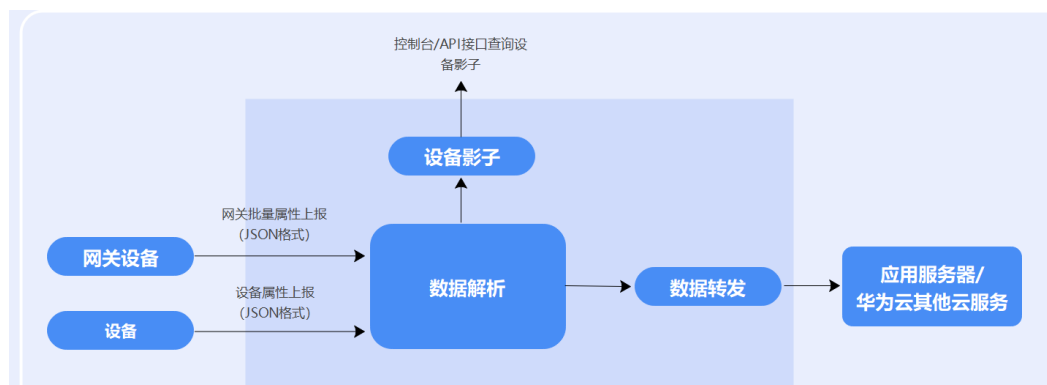 控制台/API接口查询设
备影子
设备影子
网关批量属性上报
（JSON格式）
网关设备
设备属性上报
（JSON格式）
设备
数据解析
数据转发
应用服务器/
华为云其他云服务